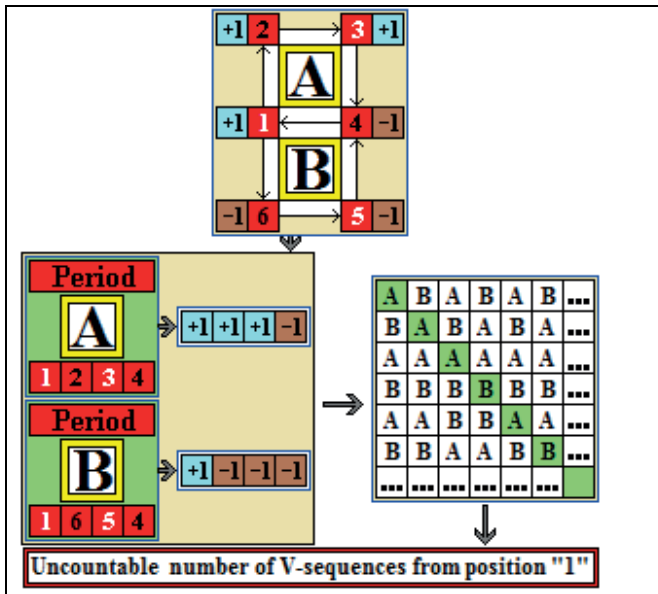 +1 2 3 +1
A
+1 1 4 −1
B
−1 6 5 −1
Period
A
1 2 3 4
+1 +1 +1 −1
Period
B
1 6 5 4
+1 −1 −1 −1
A B A B A B ...
B A B A B A ...
A A A A A A ...
B B B B B B ...
A A B B A A ...
B B A A B B ...
... ... ... ... ... ...
Uncountable number of V-sequences from position "1"